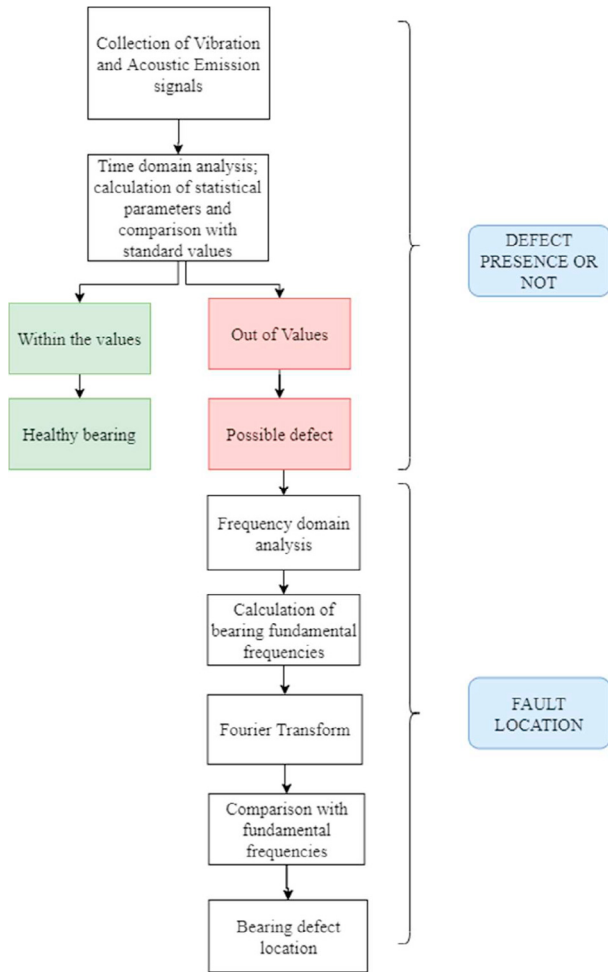 Collection of Vibration
and Acoustic Emission
signals
Time domain analysis;
calculation of statistical
parameters and
comparison with
standard values
DEFECT
PRESENCE OR
NOT
Within the values
Out of Values
Healthy bearing
Possible defect
Frequency domain
analysis
Calculation of
bearing fundamental
frequencies
FAULT
LOCATION
Fourier Transform
Comparison with
fundamental
frequencies
Bearing defect
location